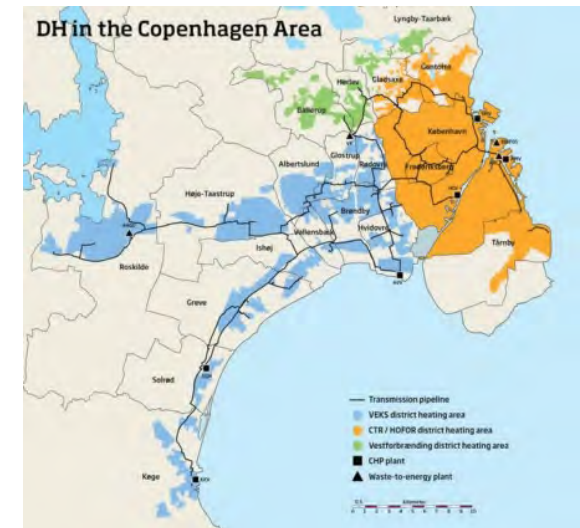 DH in the Copenhagen Area
Lyngby-Taarbæk
Gentofte
Gladsaxe
Herlev
Ballerup
København
Glostrup
Rødovre
Frederiksberg
Albertslund
Høje-Taastrup
Brøndby
Hvidovre
Vallensbæk
Ishøj
Tårnby
Roskilde
Greve
Solrød
Køge
Transmission pipeline
VEKS district heating area
CTR / HOFOR district heating area
Vestforbrænding district heating area
CHP plant
Waste-to-energy plant